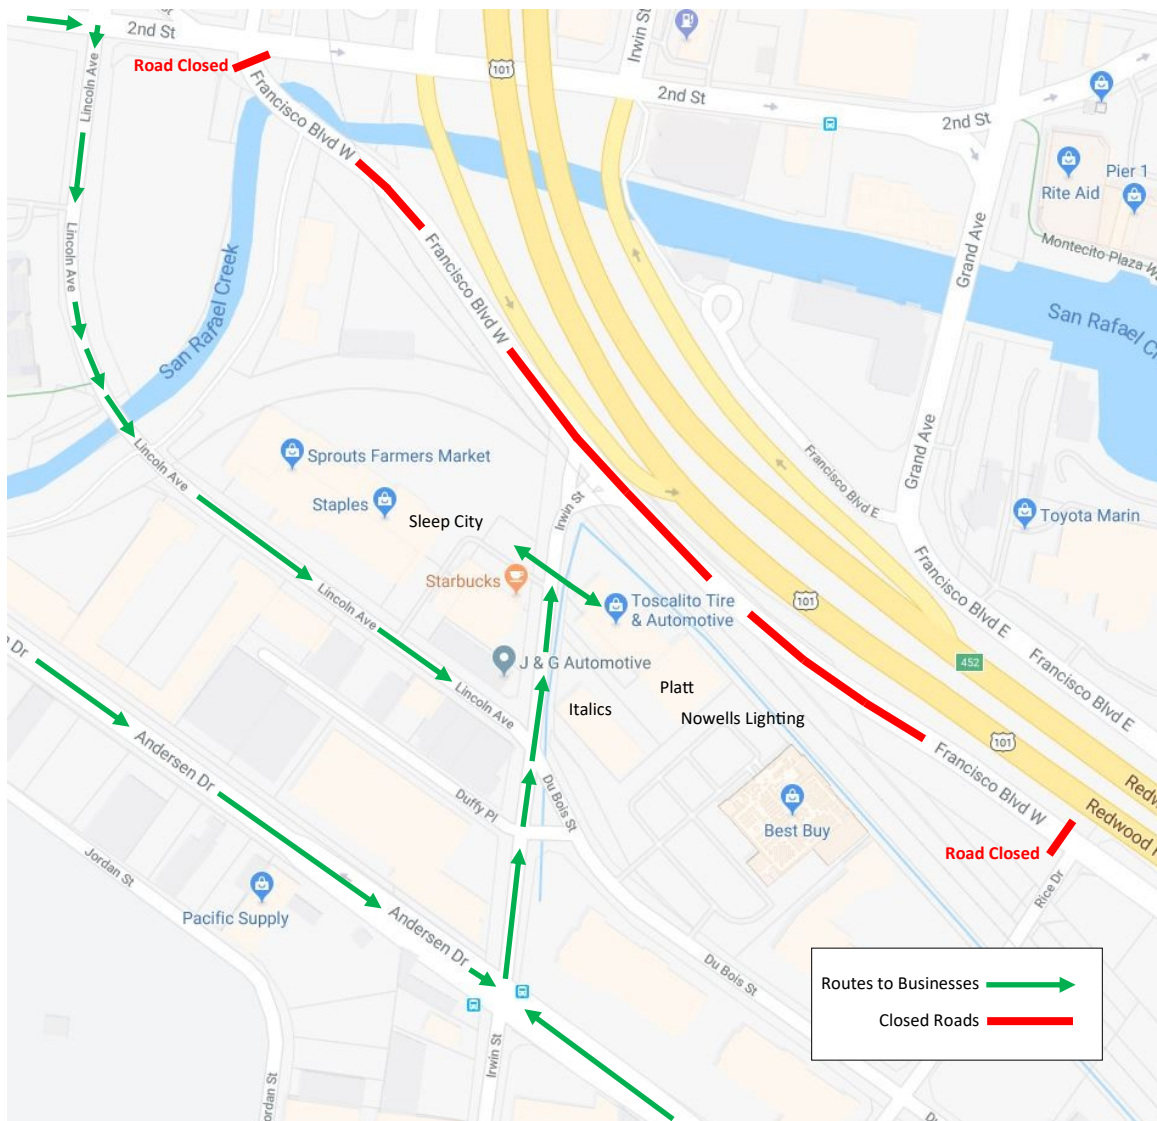 2nd St
Irwin St
Road Closed
101
Lincoln Ave
Francisco Blvd W
2nd St
2nd St
Pier 1
Rite Aid
Lincoln Ave
Grand Ave
Montecito Plaza Wa
San Rafael Creek
Francisco Blvd W
San Rafael Cr
Sprouts Farmers Market
Lincoln Ave
Francisco Blvd E
Grand Ave
Staples
Sleep City
Irwin St
Toyota Marin
Starbucks
Lincoln Ave
Toscalito Tire
& Automotive
101
Francisco Blvd E
n Dr
J & G Automotive
452
Francisco Blvd E
Platt
Lincoln Ave
Italics
Nowells Lighting
Andersen Dr
101
Francisco Blvd W
Redw
Du Bois St
Duffy Pl
Best Buy
Redwood H
Road Closed
Jordan St
Rice Dr
Pacific Supply
Andersen Dr
Du Bois St
Routes to Businesses
Closed Roads
Irwin St
Jordan St